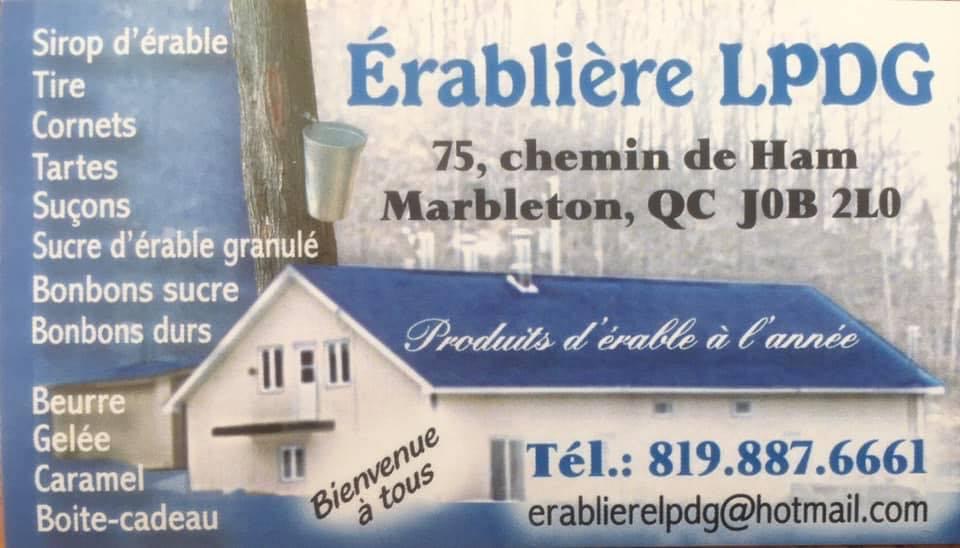 Sirop d'érable
Tire
Cornets
Tartes
Suçons
Sucre d'érable granulé
Bonbons sucre
Bonbons durs
Beurre
Gelée
Caramel
Boite-cadeau
Érablière LPDG
75, chemin de Ham
Marbleton, QC J0B 2L0
Produits d'érable à l'année
Bienvenue
à tous
Tél.: 819.887.6661
erablierelpdg@hotmail.com